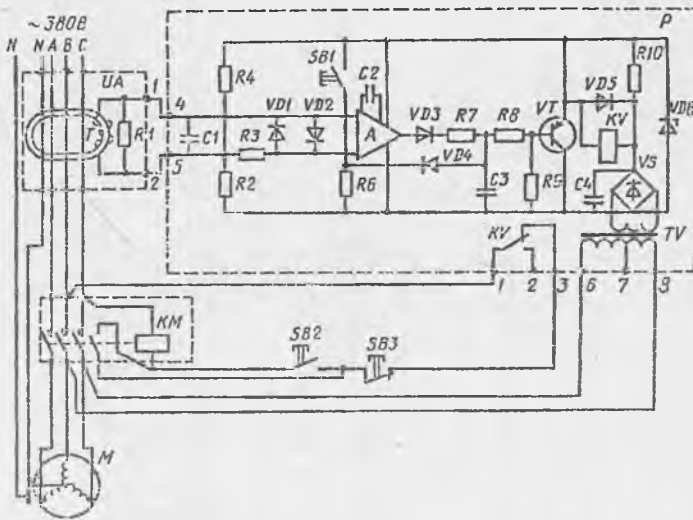 ~380В
N N A B C
P
UA
1
4
T
R1
5
2
R4
SB1
C2
R10
VD1
VD2
C1
R3
A
VD3
R7
R8
VT
VD5
KV
VD6
VD4
R2
R6
C3
R9
C4
VS
TV
KV
1 2 3 6 7 8
KM
SB2
SB3
M